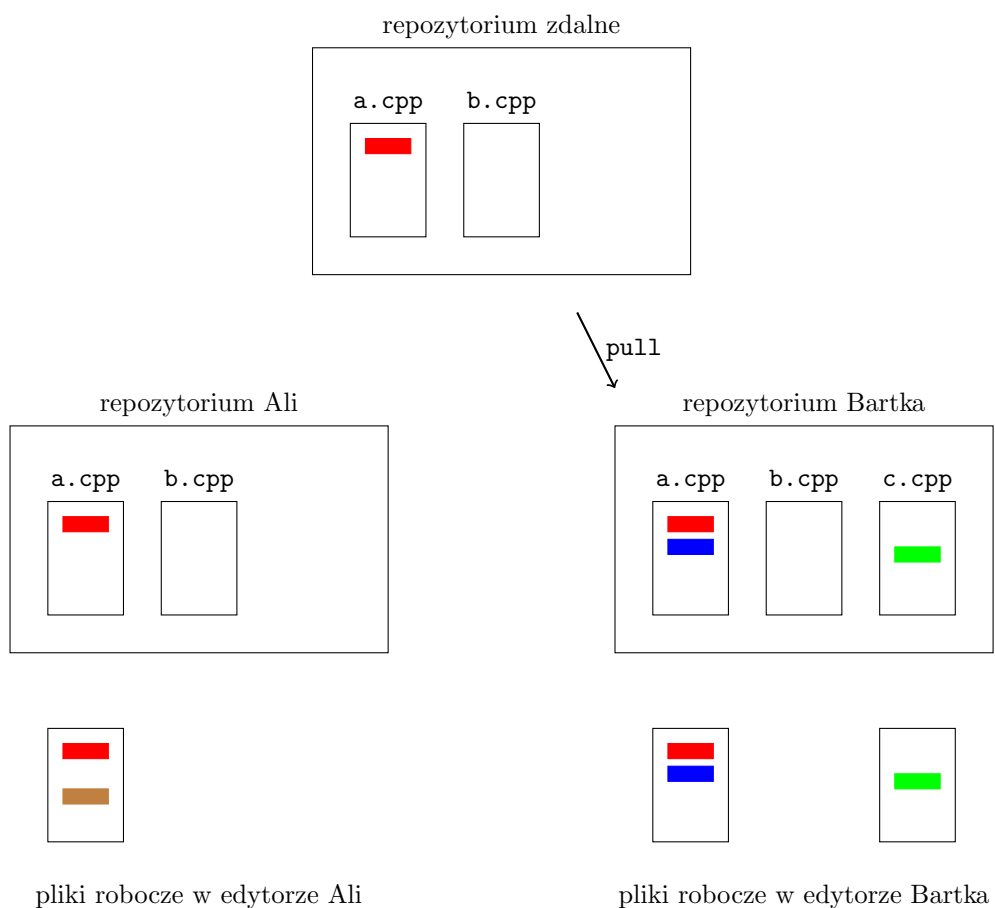 repozytorium zdalne
a.cpp b.cpp
pull
repozytorium Ali
a.cpp b.cpp
repozytorium Bartka
a.cpp b.cpp c.cpp
pliki robocze w edytorze Ali
pliki robocze w edytorze Bartka